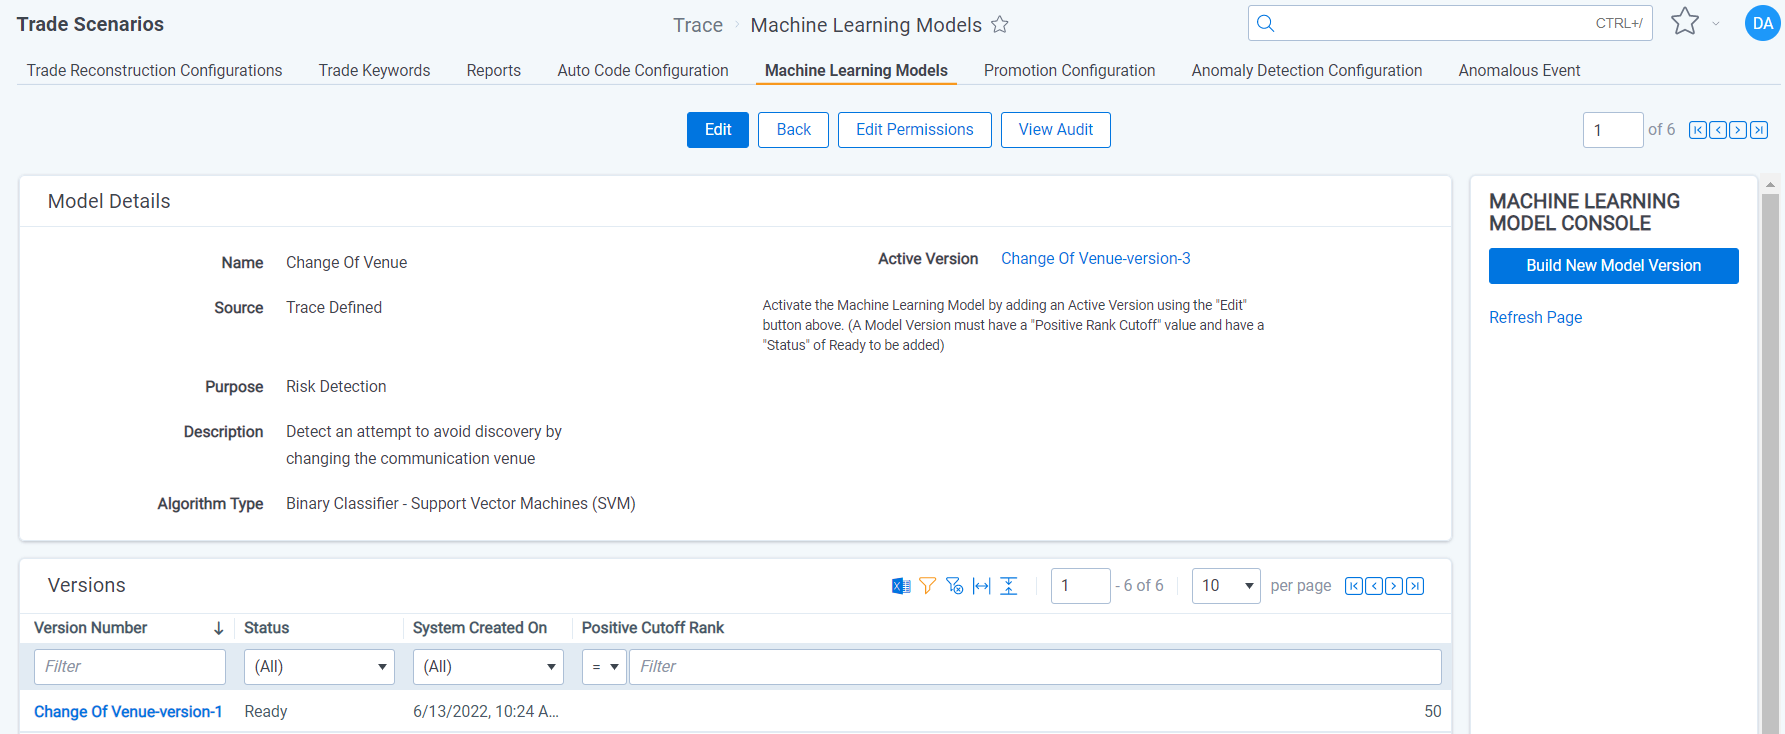 Trade Scenarios
Trace › Machine Learning Models
CTRL+/
DA
Trade Reconstruction Configurations Trade Keywords Reports Auto Code Configuration Machine Learning Models Promotion Configuration Anomaly Detection Configuration Anomalous Event
Edit Back Edit Permissions View Audit
1 of 6
Model Details
Name Change Of Venue
Source Trace Defined
Purpose Risk Detection
Description Detect an attempt to avoid discovery by
changing the communication venue
Algorithm Type Binary Classifier - Support Vector Machines (SVM)
Active Version Change Of Venue-version-3
Activate the Machine Learning Model by adding an Active Version using the "Edit"
button above. (A Model Version must have a "Positive Rank Cutoff" value and have a
"Status" of Ready to be added)
MACHINE LEARNING
MODEL CONSOLE
Build New Model Version
Refresh Page
Versions
1 - 6 of 6 10 per page
Version Number Status System Created On Positive Cutoff Rank
Filter (All) (All) = Filter
Change Of Venue-version-1 Ready 6/13/2022, 10:24 A... 50